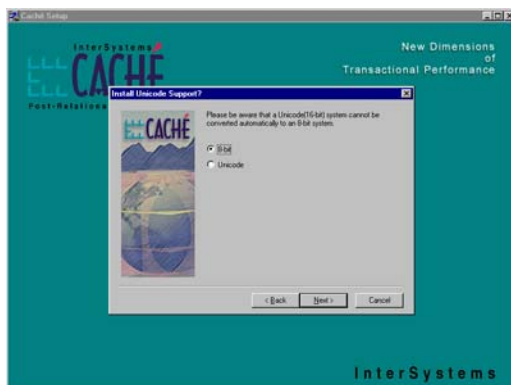 Caché Setup
InterSystems
CACHÉ
Post-Relationa
New Dimensions
of
Transactional Performance
Install Unicode Support?
CACHÉ
Please be aware that a Unicode(16-bit) system cannot be
converted automatically to an 8-bit system.
8-bit
Unicode
< Back
Next >
Cancel
InterSystems